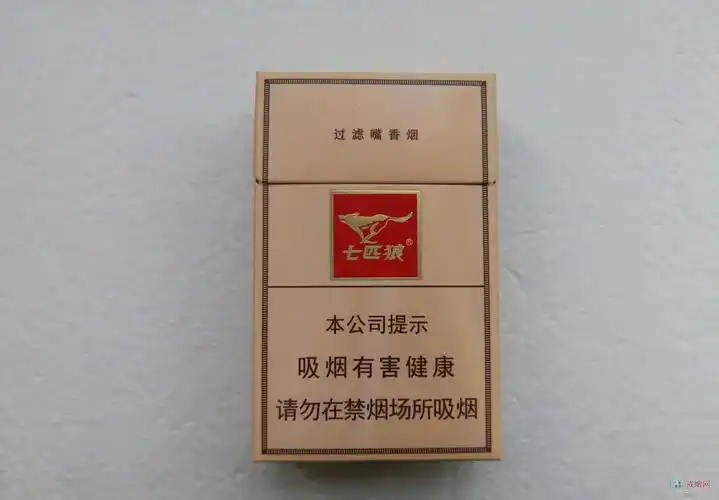 过滤嘴香烟
七匹狼®
本公司提示
吸烟有害健康
请勿在禁烟场所吸烟